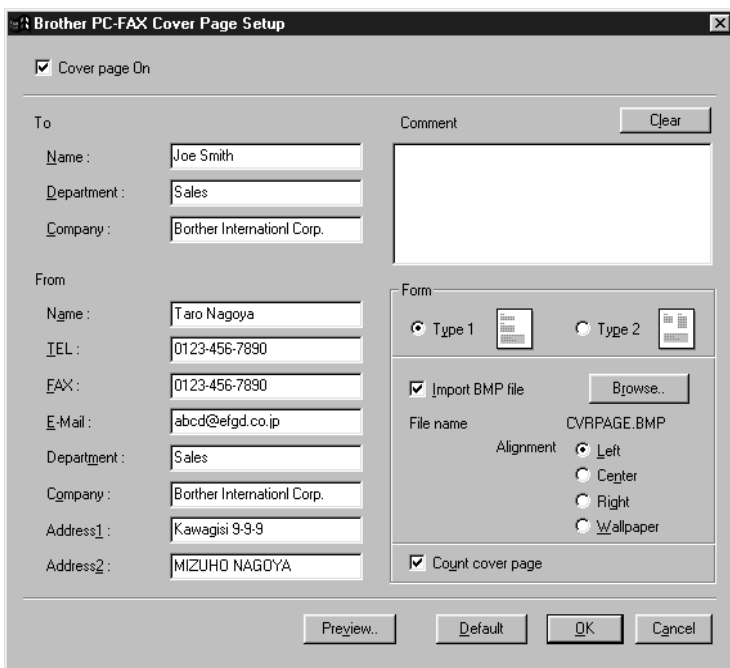 Brother PC-FAX Cover Page Setup
Cover page On
To
Name : Joe Smith
Department : Sales
Company : Borther Internationl Corp.
From
Name : Taro Nagoya
TEL : 0123-456-7890
FAX : 0123-456-7890
E-Mail : abcd@efgd.co.jp
Department : Sales
Company : Borther Internationl Corp.
Address1 : Kawagisi 9-9-9
Address2 : MIZUHO NAGOYA
Comment Clear
Form
Type 1 Type 2
Import BMP file Browse..
File name CVRPAGE.BMP
Alignment Left
Center
Right
Wallpaper
Count cover page
Preview.. Default OK Cancel